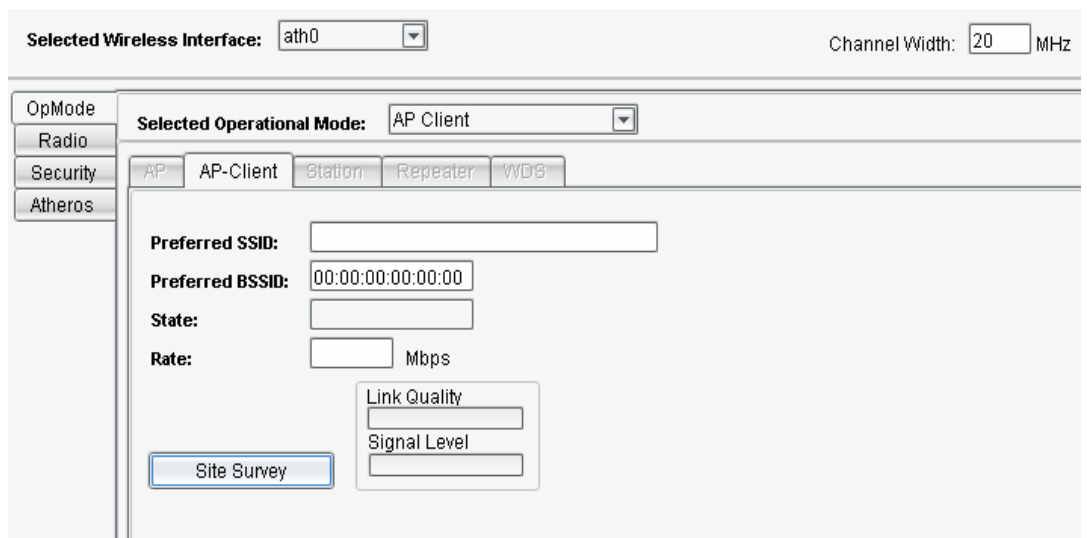 Selected Wireless Interface: ath0 Channel Width: 20 MHz
OpMode
Radio
Security
Atheros
Selected Operational Mode: AP Client
AP AP-Client Station Repeater WDS
Preferred SSID:
Preferred BSSID: 00:00:00:00:00:00
State:
Rate: Mbps
Link Quality
Signal Level
Site Survey